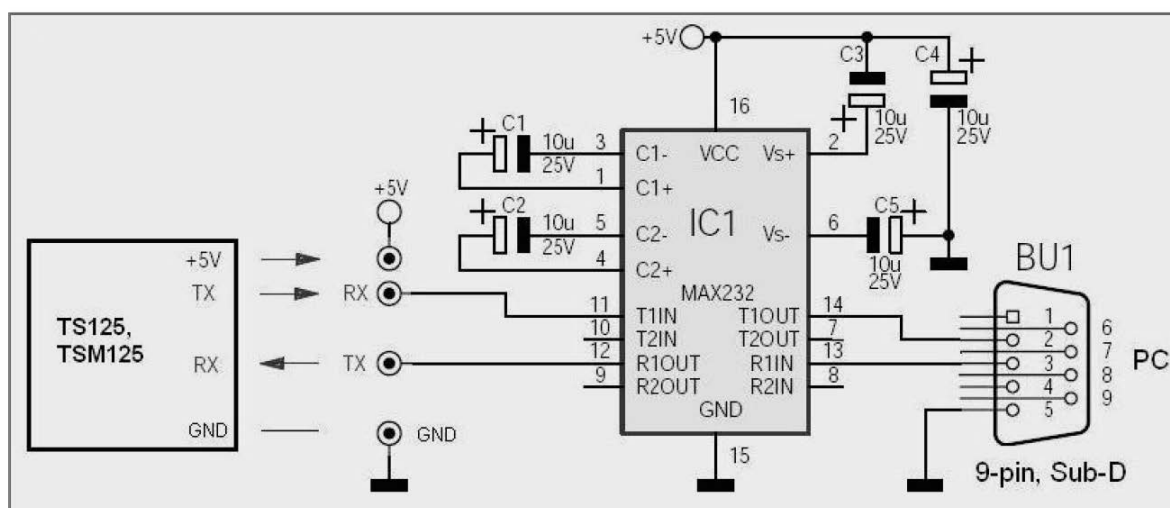 +5V
C3
C4
+
16
10u
25V
+
10u
25V
+
C1
3
10u
25V
1
C1-
VCC
Vs+
2
C1+
+5V
+
C2
5
10u
25V
4
C2-
IC1
Vs-
6
C5
+
10u
25V
C2+
BU1
+5V
TX
RX
MAX232
TS125,
TSM125
11
T1IN
T1OUT
14
10
T2IN
T2OUT
7
RX
TX
12
R1OUT
R1IN
13
9
R2OUT
R2IN
8
GND
GND
GND
15
1
6
2
7
3
8
4
9
5
PC
9-pin, Sub-D